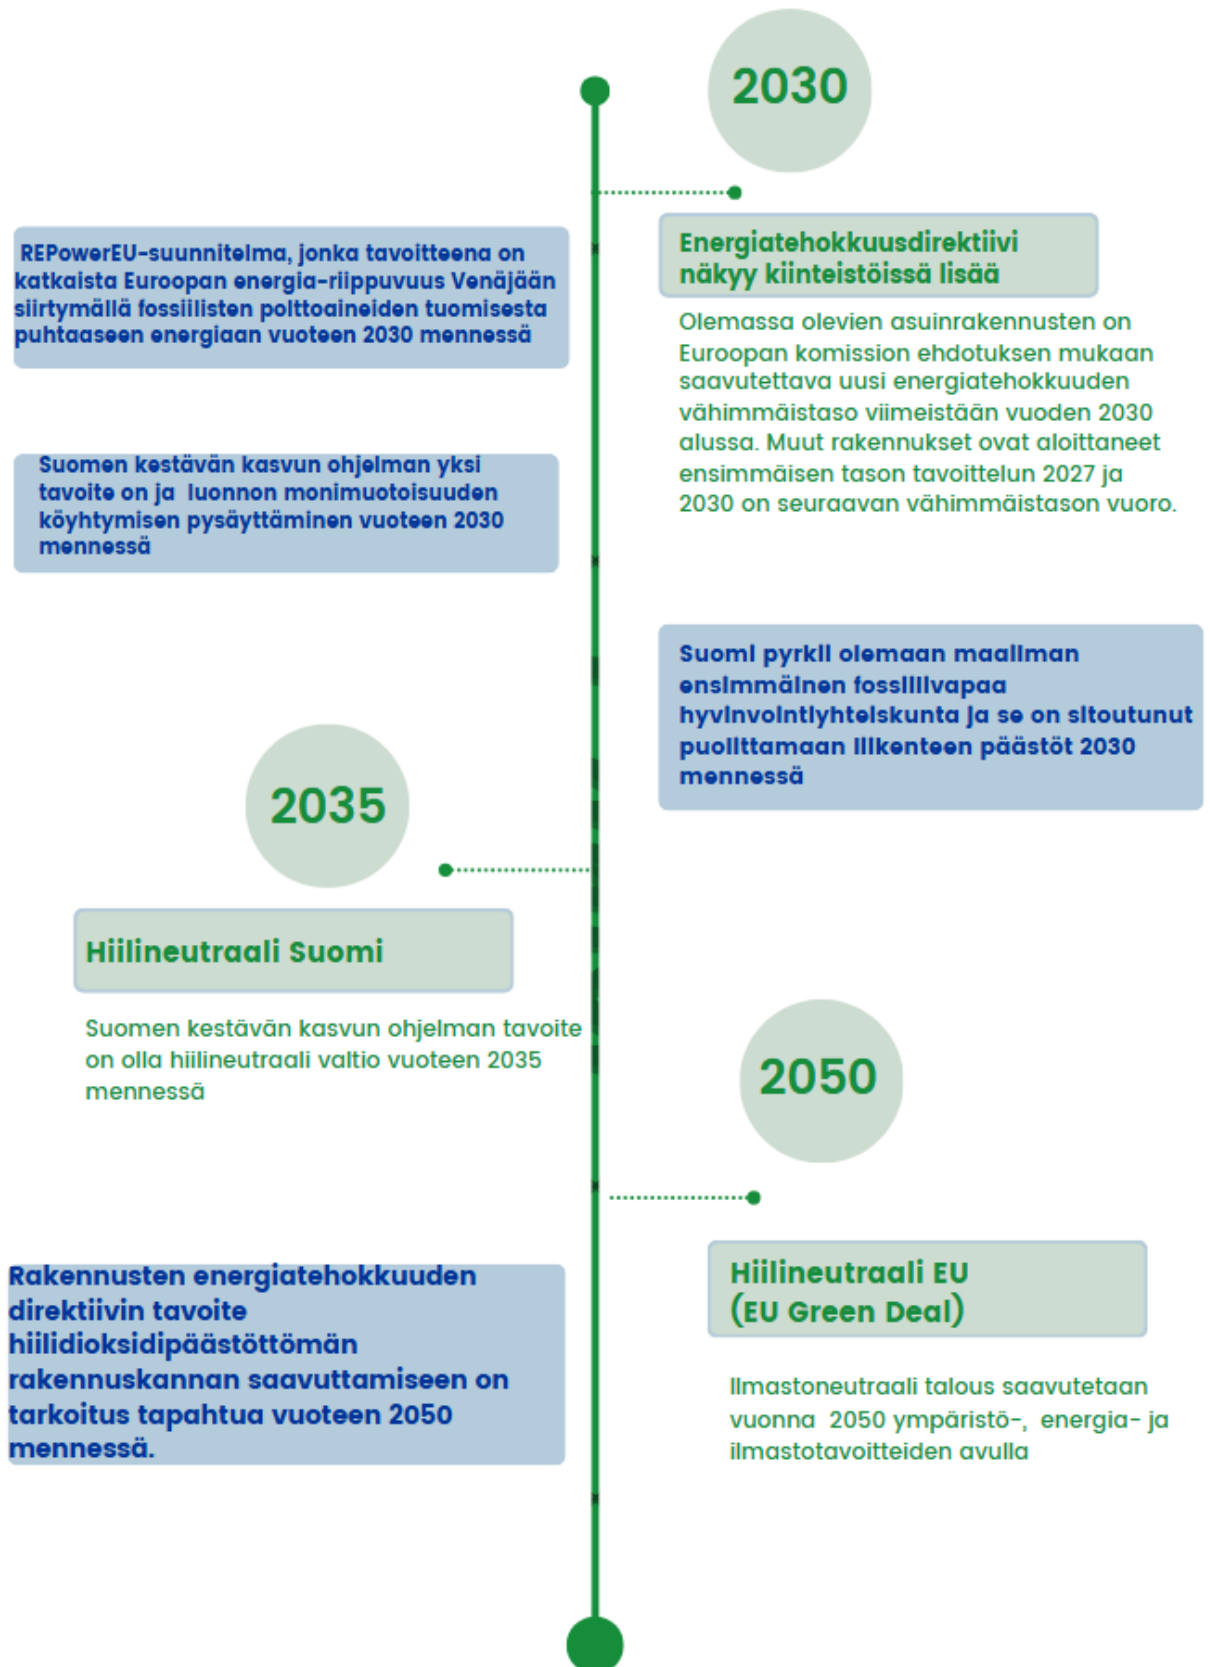 2030
Energiatehokkuusdirektiivi
näkyy kiinteistöissä lisää
Olemassa olevien asuinrakennusten on
Euroopan komission ehdotuksen mukaan
saavutettava uusi energiatehokkuuden
vähimmäistaso viimeistään vuoden 2030
alussa. Muut rakennukset ovat aloittaneet
ensimmäisen tason tavoittelun 2027 ja
2030 on seuraavan vähimmäistason vuoro.
REPowerEU-suunnitelma, jonka tavoitteena on
katkaista Euroopan energia-riippuvuus Venäjään
siirtymällä fossiilisten polttoaineiden tuomisesta
puhtaaseen energiaan vuoteen 2030 mennessä
Suomen kestävän kasvun ohjelman yksi
tavoite on ja luonnon monimuotoisuuden
köyhtymisen pysäyttäminen vuoteen 2030
mennessä
Suomi pyrkii olemaan maailman
ensimmäinen fossiilivapaa
hyvinvointiyhteiskunta ja se on sitoutunut
puolittamaan liikenteen päästöt 2030
mennessä
2035
Hiilineutraali Suomi
Suomen kestävän kasvun ohjelman tavoite
on olla hiilineutraali valtio vuoteen 2035
mennessä
2050
Hiilineutraali EU
(EU Green Deal)
Ilmastoneutraali talous saavutetaan
vuonna 2050 ympäristö-, energia- ja
ilmastotavoitteiden avulla
Rakennusten energiatehokkuuden
direktiivin tavoite
hiilidioksidipäästöttömän
rakennuskannan saavuttamiseen on
tarkoitus tapahtua vuoteen 2050
mennessä.